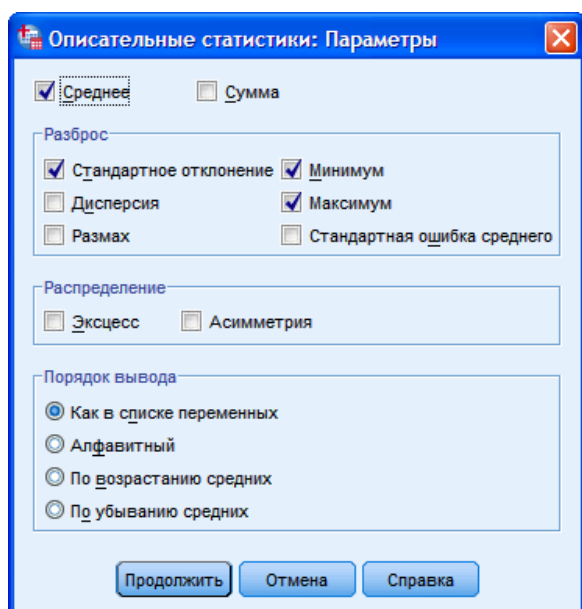 Описательные статистики: Параметры
Среднее Сумма
Разброс
Стандартное отклонение Минимум
Дисперсия Максимум
Размах Стандартная ошибка среднего
Распределение
Эксцесс Асимметрия
Порядок вывода
Как в списке переменных
Алфавитный
По возрастанию средних
По убыванию средних
Продолжить Отмена Справка